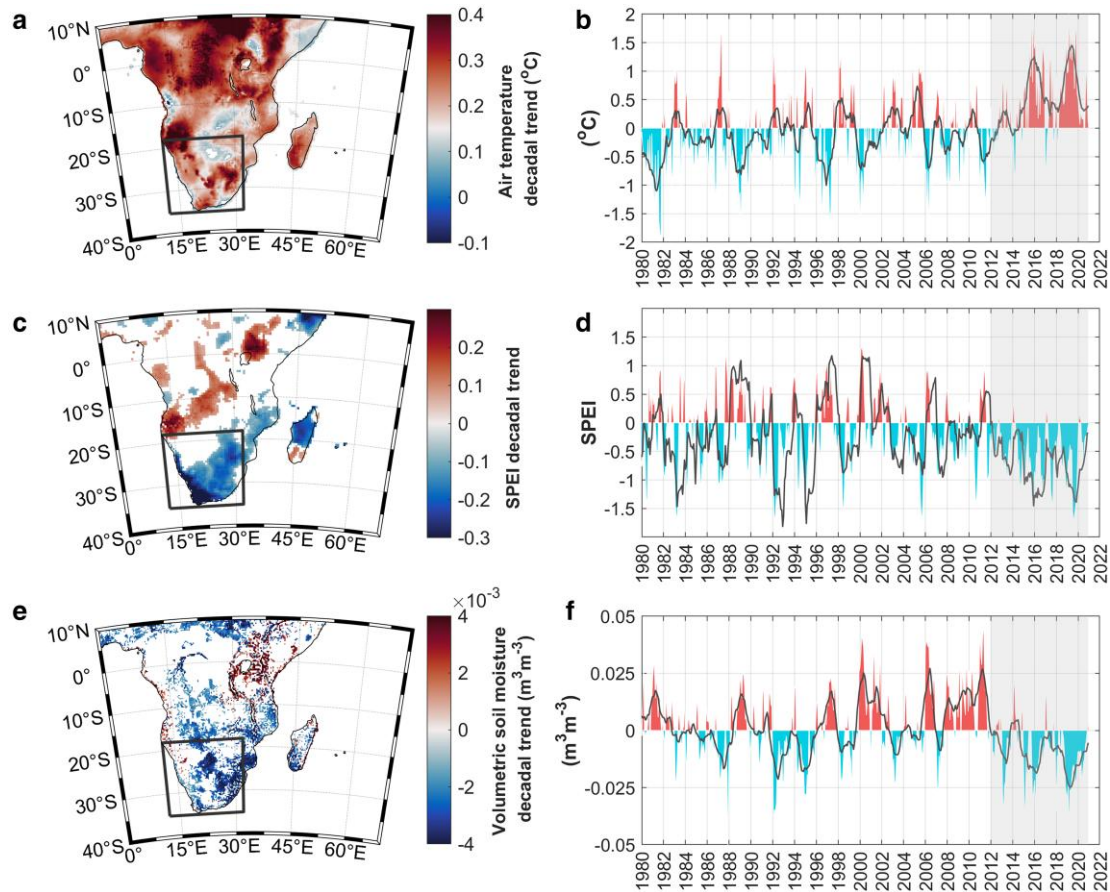 a
10°N
0°
10°S
20°S
30°S
40°S
0°
15°E
30°E
45°E
60°E
0.4
0.3
0.2
0.1
0
-0.1
Air temperature
decadal trend (°C)
b
2
1.5
1
0.5
0
-0.5
-1
-1.5
2
(°C)
1980
1982
1984
1986
1988
1990
1992
1994
1996
1998
2000
2002
2004
2006
2008
2010
2012
2014
2016
2018
2020
2022
c
10°N
0°
10°S
20°S
30°S
40°S
0°
15°E
30°E
45°E
60°E
0.2
0.1
0
-0.1
-0.2
-0.3
SPEI decadal trend
d
1.5
1
0.5
0
-0.5
-1
-1.5
SPEI
1980
1982
1984
1986
1988
1990
1992
1994
1996
1998
2000
2002
2004
2006
2008
2010
2012
2014
2016
2018
2020
2022
e
10°N
0°
10°S
20°S
30°S
40°S
0°
15°E
30°E
45°E
60°E
×10⁻³
4
2
0
-2
-4
Volumetric soil moisture
decadal trend (m³m⁻³)
f
0.05
0.025
0
-0.025
-0.05
(m³m⁻³)
1980
1982
1984
1986
1988
1990
1992
1994
1996
1998
2000
2002
2004
2006
2008
2010
2012
2014
2016
2018
2020
2022